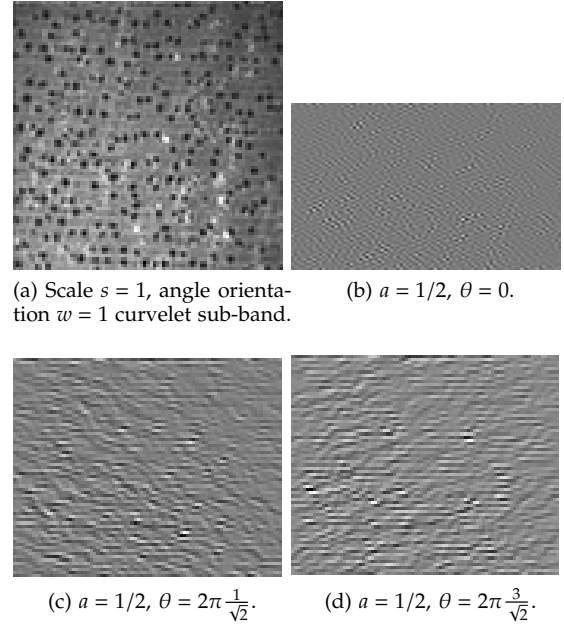 (a) Scale s = 1, angle orienta-
tion w = 1 curvelet sub-band.
(b) a = 1/2, θ = 0.
(c) a = 1/2, θ = 2π 1/√2.
(d) a = 1/2, θ = 2π 3/√2.